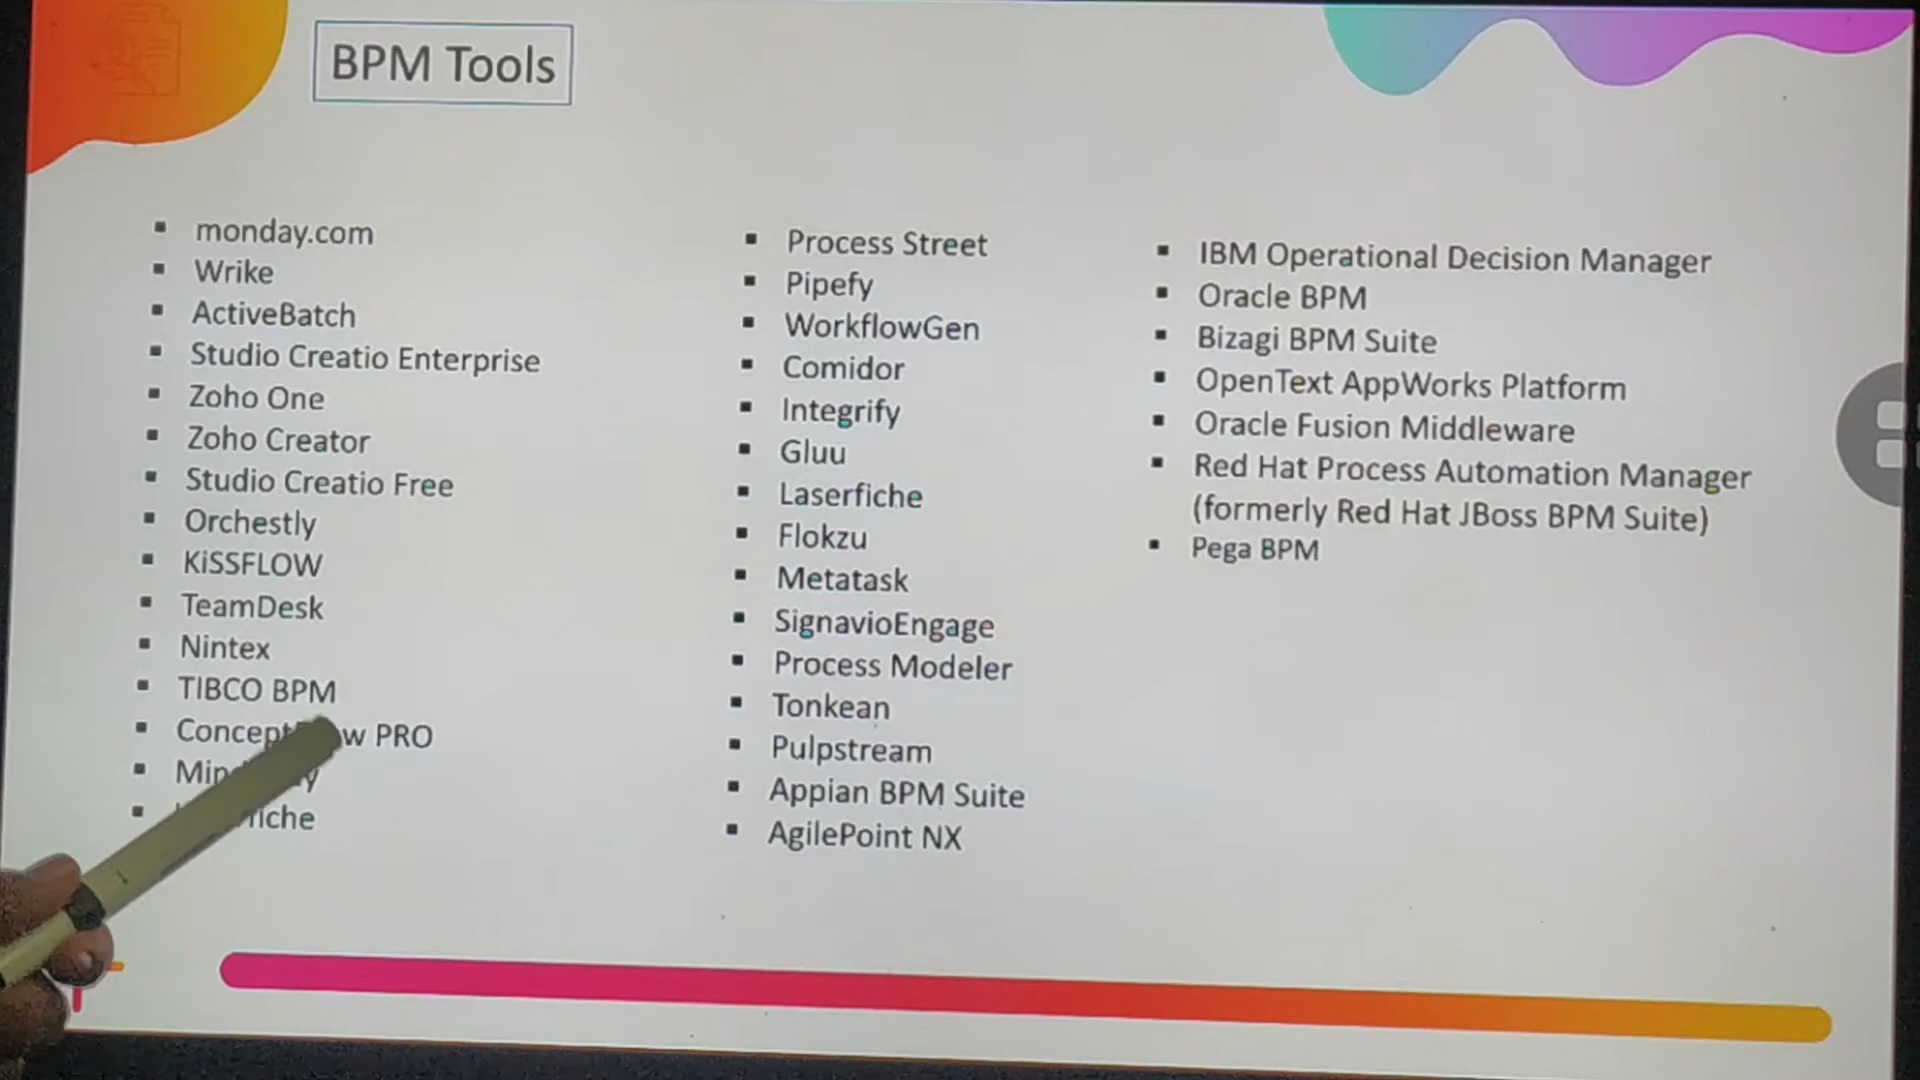 BPM Tools
monday.com
Wrike
ActiveBatch
Studio Creatio Enterprise
Zoho One
Zoho Creator
Studio Creatio Free
Orchestly
KiSSFLOW
TeamDesk
Nintex
TIBCO BPM
PRO
Process Street
Pipefy
WorkflowGen
Comidor
Integrify
Gluu
Laserfiche
Flokzu
Metatask
SignavioEngage
Process Modeler
Tonkean
Pulpstream
Appian BPM Suite
AgilePoint NX
IBM Operational Decision Manager
Oracle BPM
Bizagi BPM Suite
OpenText AppWorks Platform
Oracle Fusion Middleware
Red Hat Process Automation Manager
(formerly Red Hat JBoss BPM Suite)
Pega BPM